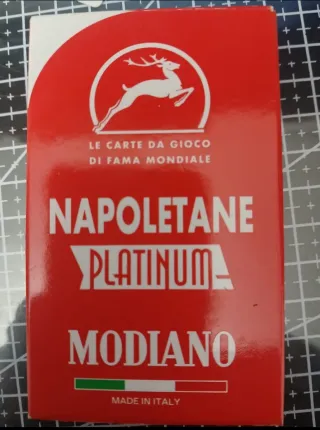 LE CARTE DA GIOCO
DI FAMA MONDIALE
NAPOLETANE
PLATINUM
MODIANO
MADE IN ITALY